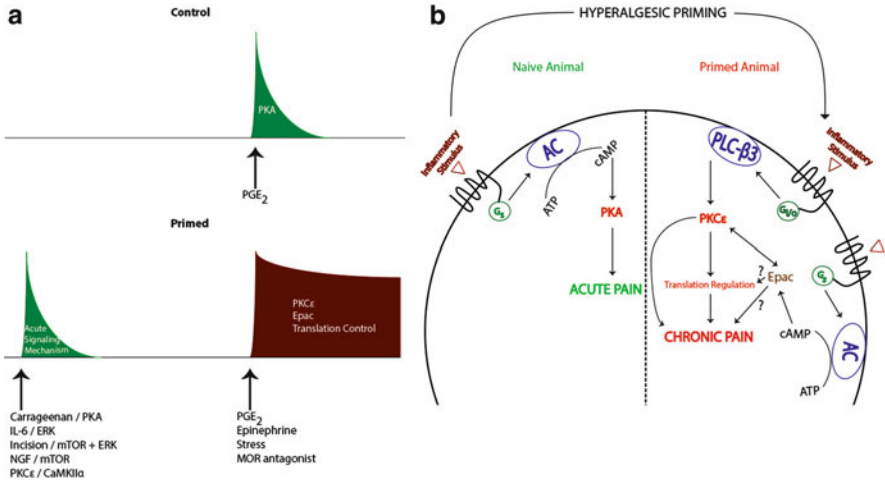 a
Control
PKA
PGE2
Primed
Acute
Signaling
Mechanism
PKCε
Epac
Translation Control
Carrageenan / PKA
IL-6 / ERK
Incision / mTOR + ERK
NGF / mTOR
PKCε / CaMKIIα
PGE2
Epinephrine
Stress
MOR antagonist
b
HYPERALGESIC PRIMING
Naive Animal
Primed Animal
Inflammatory
Stimulus
Gs
AC
ATP
cAMP
PKA
ACUTE PAIN
PLC-β3
Inflammatory
Stimulus
Gi/o
PKCε
?
Epac
Translation Regulation
?
CHRONIC PAIN
Gs
cAMP
AC
ATP